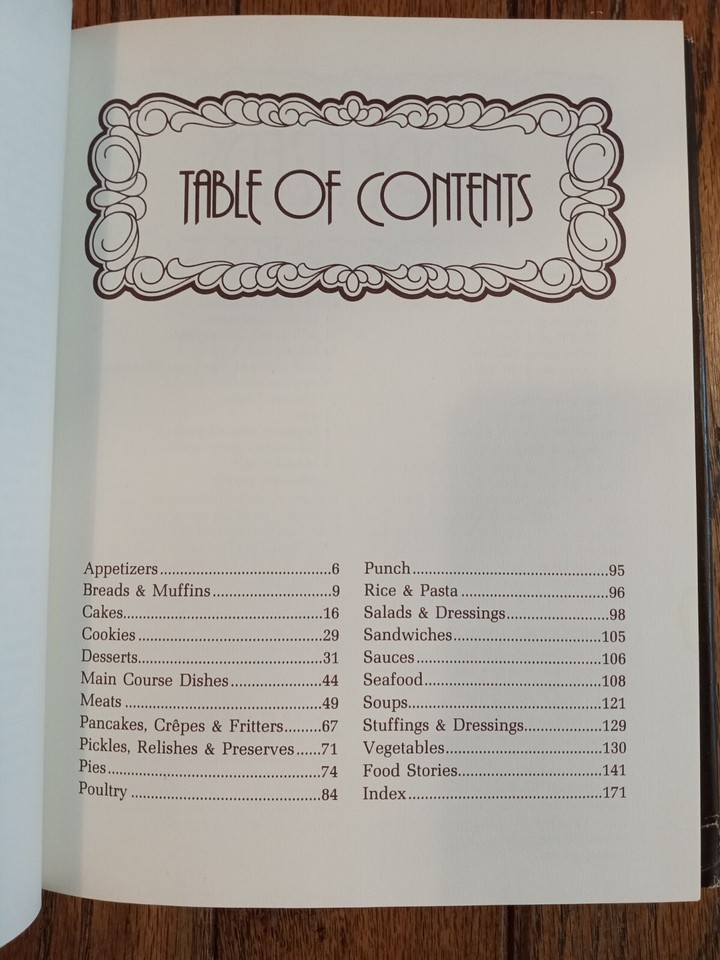 TABLE OF CONTENTS
Appetizers.....................................6
Breads & Muffins..........................9
Cakes...........................................16
Cookies........................................29
Desserts........................................31
Main Course Dishes....................44
Meats...........................................49
Pancakes, Crêpes & Fritters........67
Pickles, Relishes & Preserves......71
Pies..............................................74
Poultry.........................................84
Punch..........................................95
Rice & Pasta................................96
Salads & Dressings.....................98
Sandwiches................................105
Sauces........................................106
Seafood......................................108
Soups..........................................121
Stuffings & Dressings.................129
Vegetables..................................130
Food Stories...............................141
Index..........................................171